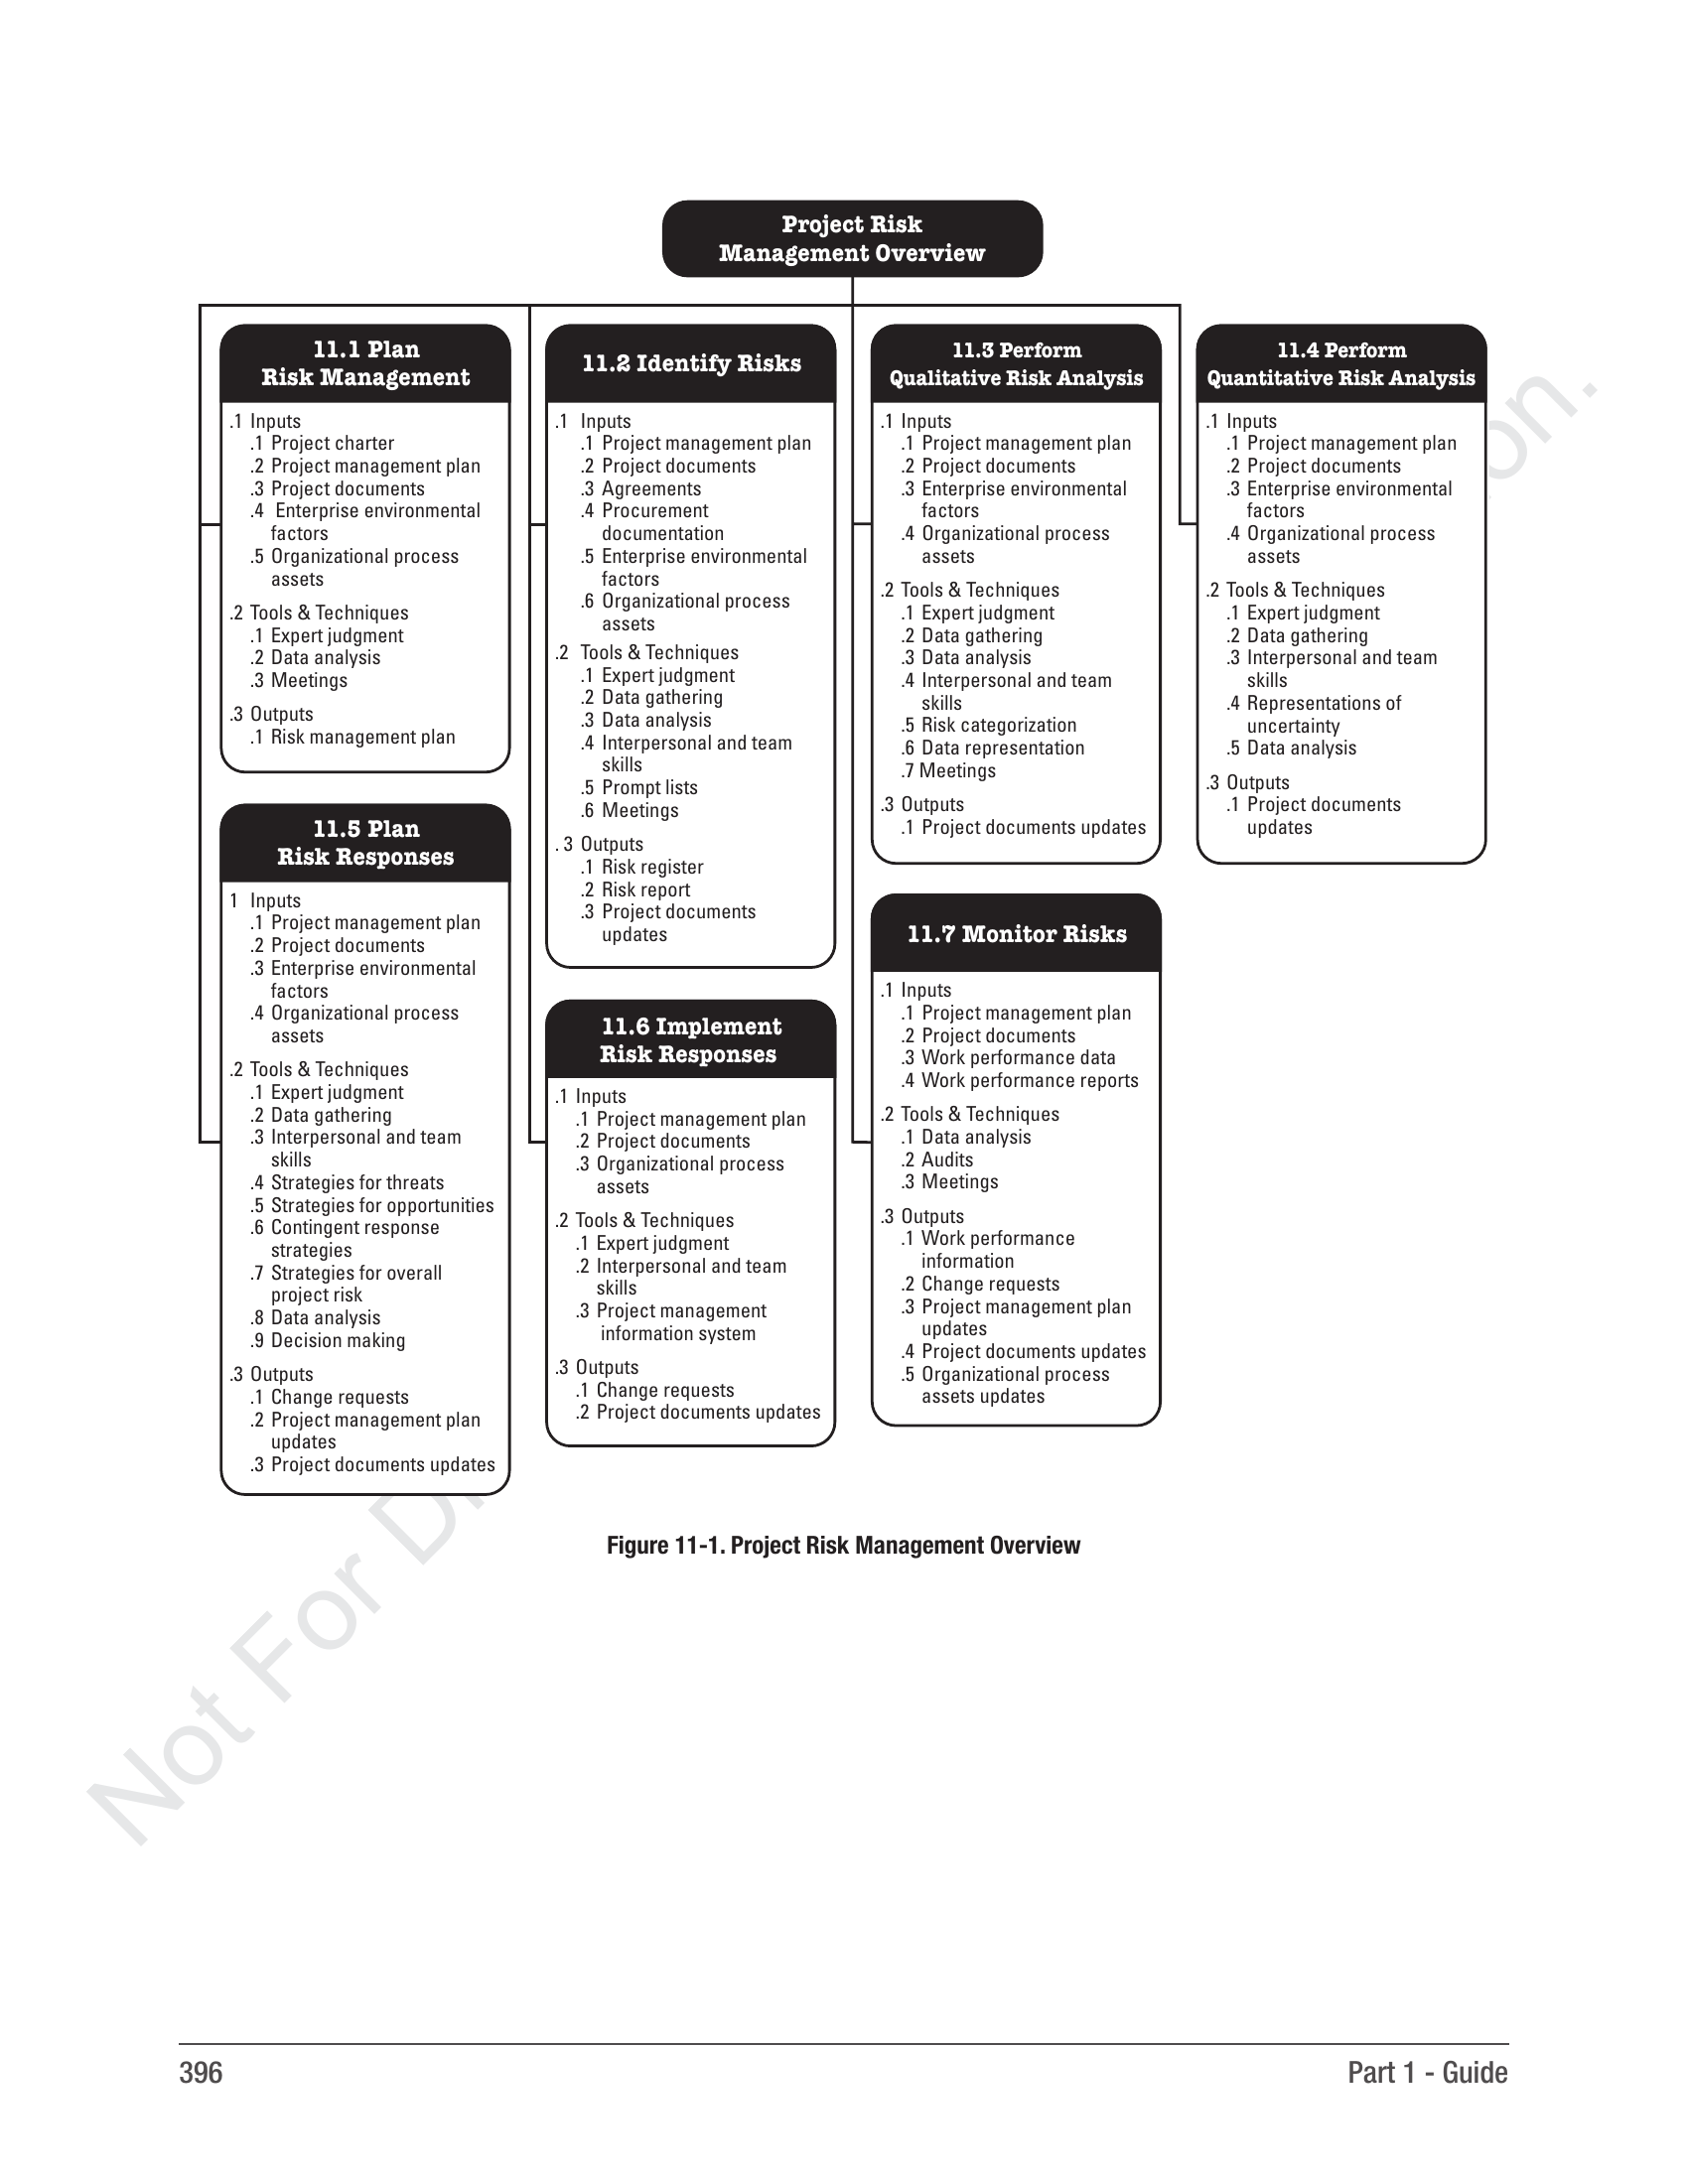 Project Risk
Management Overview
11.1 Plan
Risk Management
.1 Inputs
.1 Project charter
.2 Project management plan
.3 Project documents
.4 Enterprise environmental
factors
.5 Organizational process
assets
.2 Tools & Techniques
.1 Expert judgment
.2 Data analysis
.3 Meetings
.3 Outputs
.1 Risk management plan
11.2 Identify Risks
.1 Inputs
.1 Project management plan
.2 Project documents
.3 Agreements
.4 Procurement
documentation
.5 Enterprise environmental
factors
.6 Organizational process
assets
.2 Tools & Techniques
.1 Expert judgment
.2 Data gathering
.3 Data analysis
.4 Interpersonal and team
skills
.5 Prompt lists
.6 Meetings
. 3 Outputs
.1 Risk register
.2 Risk report
.3 Project documents
updates
11.3 Perform
Qualitative Risk Analysis
.1 Inputs
.1 Project management plan
.2 Project documents
.3 Enterprise environmental
factors
.4 Organizational process
assets
.2 Tools & Techniques
.1 Expert judgment
.2 Data gathering
.3 Data analysis
.4 Interpersonal and team
skills
.5 Risk categorization
.6 Data representation
.7 Meetings
.3 Outputs
.1 Project documents updates
11.4 Perform
Quantitative Risk Analysis
.1 Inputs
.1 Project management plan
.2 Project documents
.3 Enterprise environmental
factors
.4 Organizational process
assets
.2 Tools & Techniques
.1 Expert judgment
.2 Data gathering
.3 Interpersonal and team
skills
.4 Representations of
uncertainty
.5 Data analysis
.3 Outputs
.1 Project documents
updates
11.5 Plan
Risk Responses
1 Inputs
.1 Project management plan
.2 Project documents
.3 Enterprise environmental
factors
.4 Organizational process
assets
.2 Tools & Techniques
.1 Expert judgment
.2 Data gathering
.3 Interpersonal and team
skills
.4 Strategies for threats
.5 Strategies for opportunities
.6 Contingent response
strategies
.7 Strategies for overall
project risk
.8 Data analysis
.9 Decision making
.3 Outputs
.1 Change requests
.2 Project management plan
updates
.3 Project documents updates
11.6 Implement
Risk Responses
.1 Inputs
.1 Project management plan
.2 Project documents
.3 Organizational process
assets
.2 Tools & Techniques
.1 Expert judgment
.2 Interpersonal and team
skills
.3 Project management
information system
.3 Outputs
.1 Change requests
.2 Project documents updates
11.7 Monitor Risks
.1 Inputs
.1 Project management plan
.2 Project documents
.3 Work performance data
.4 Work performance reports
.2 Tools & Techniques
.1 Data analysis
.2 Audits
.3 Meetings
.3 Outputs
.1 Work performance
information
.2 Change requests
.3 Project management plan
updates
.4 Project documents updates
.5 Organizational process
assets updates
Figure 11-1. Project Risk Management Overview
Not For
396
Part 1 - Guide